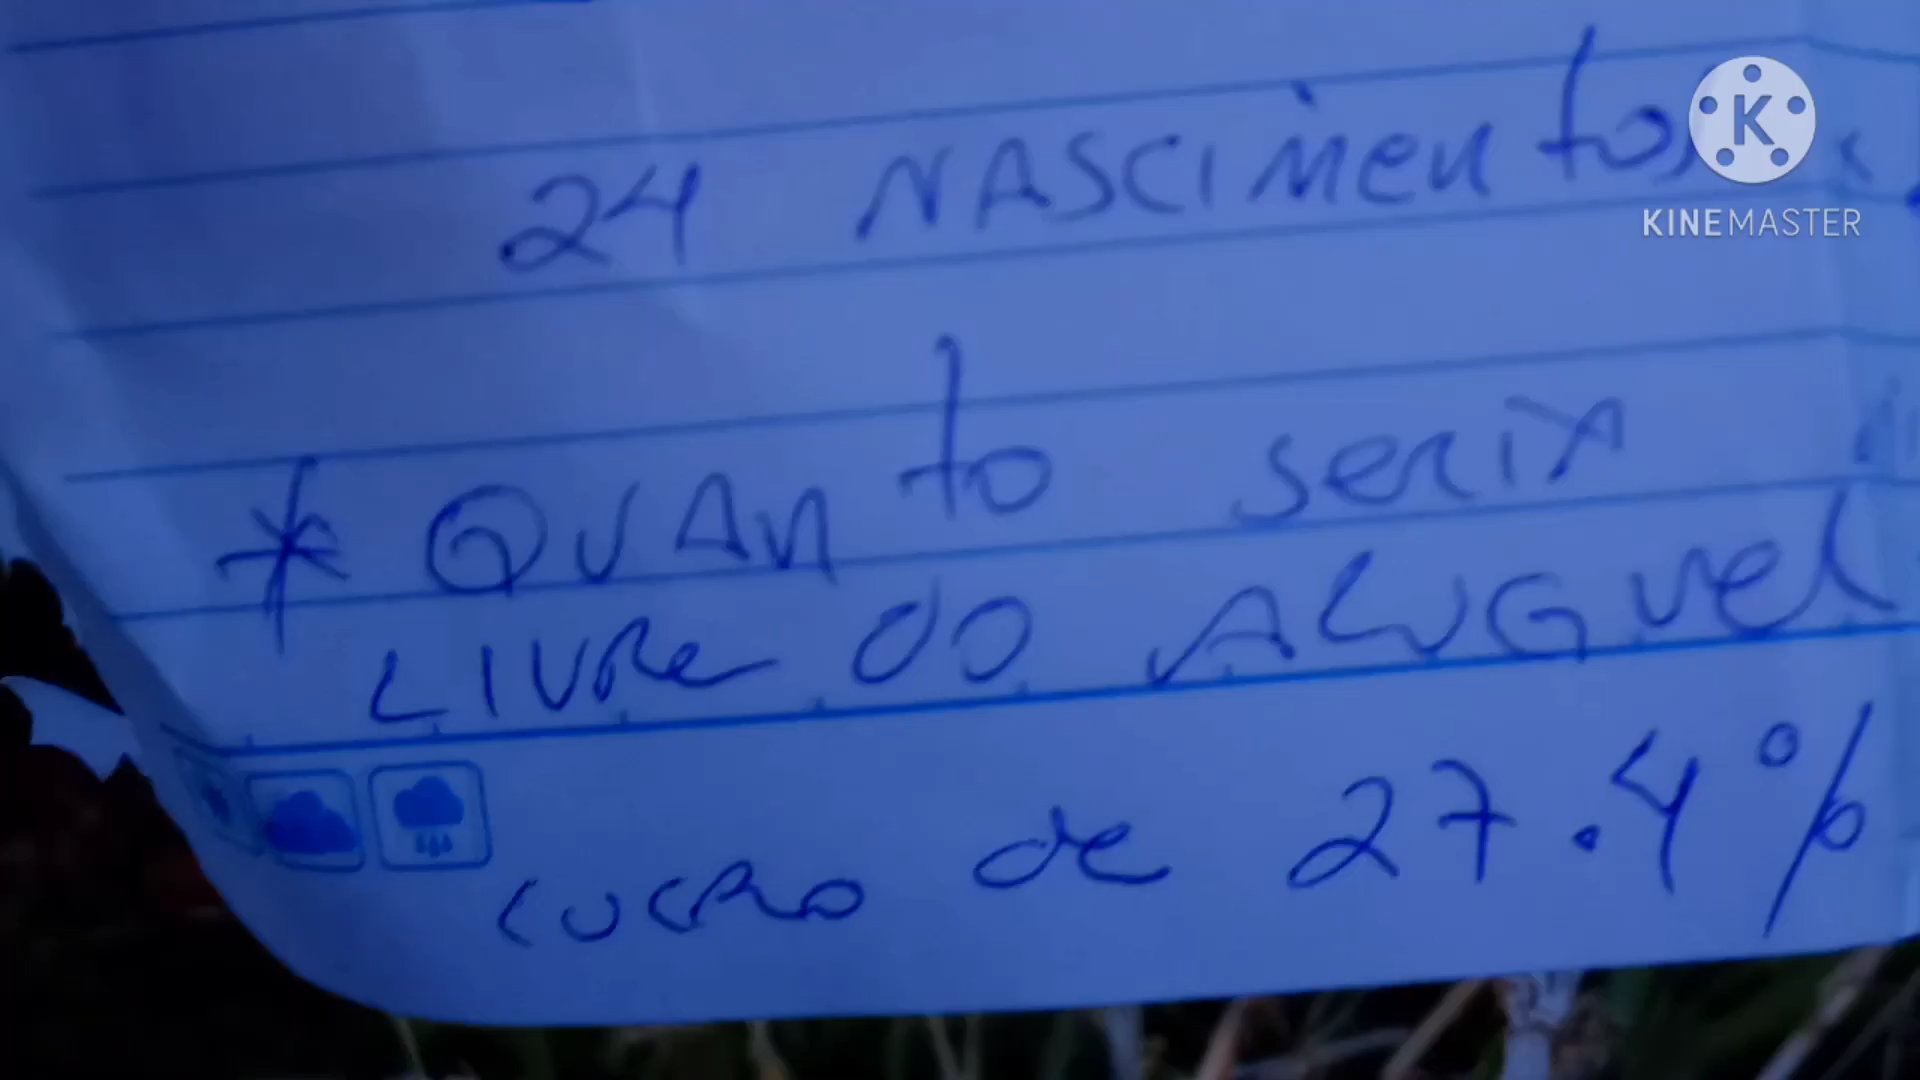 24 NASCIMENTOS
KINEMASTER
* QUANTO SERIA
LIVRE DO ALUGUEL
LUCRO DE 27.4%